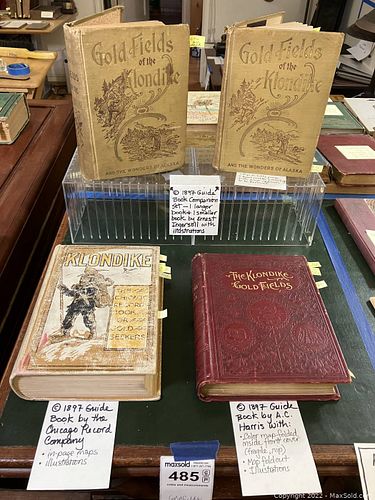 Gold Fields
of the
Klondike
AND THE WONDERS OF ALASKA
Gold Fields
of the
Klondike
AND THE WONDERS OF ALASKA
© 1897 Guide
Book Companion
Set - 1 larger
book & 1 smaller
book by Ernest
Ingersoll with
illustrations
KLONDIKE
THE
CHICAGO
RECORD'S
BOOK
FOR
GOLD
SEEKERS
THE KLONDIKE
GOLD FIELDS
© 1897 Guide
Book by the
Chicago Record
Company
• in-page maps
• illustrations
© 1897 Guide
Book by A.C.
Harris with:
• Color map folded
inside front cover
(fragile, rip)
• Map foldout
• Illustrations
maxsold
485
Copyright 2022 - MaxSold.com